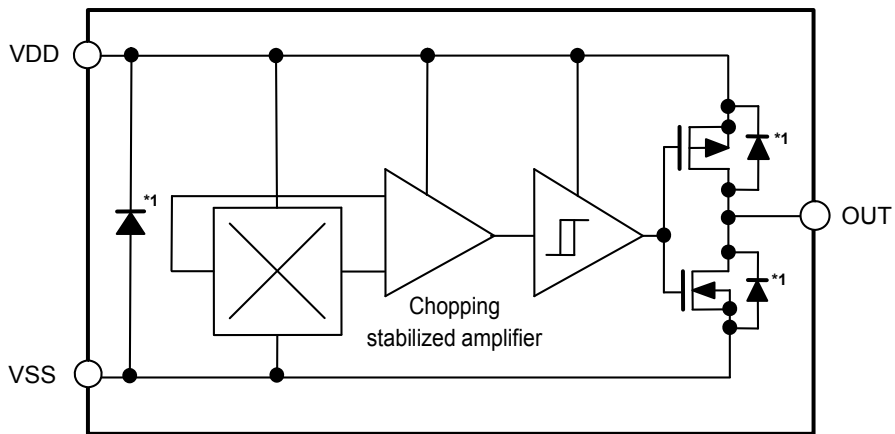 VDD
*1
*1
*1
OUT
Chopping
stabilized amplifier
VSS